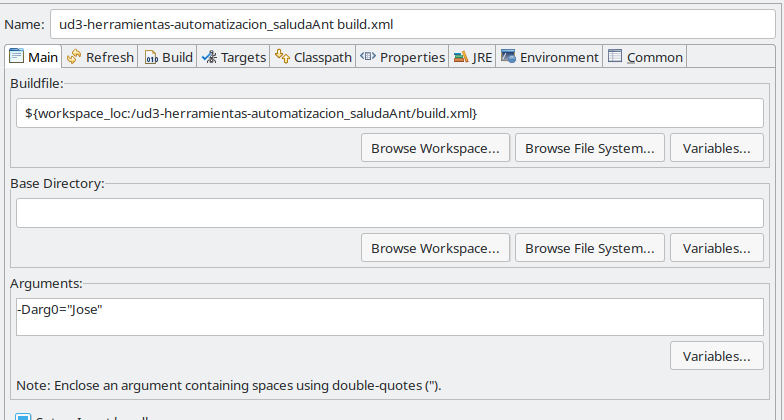 Name: ud3-herramientas-automatizacion_saludaAnt build.xml
Main Refresh Build Targets Classpath Properties JRE Environment Common
Buildfile:
${workspace_loc:/ud3-herramientas-automatizacion_saludaAnt/build.xml}
Browse Workspace... Browse File System... Variables...
Base Directory:
Browse Workspace... Browse File System... Variables...
Arguments:
-Darg0="Jose"
Variables...
Note: Enclose an argument containing spaces using double-quotes (").